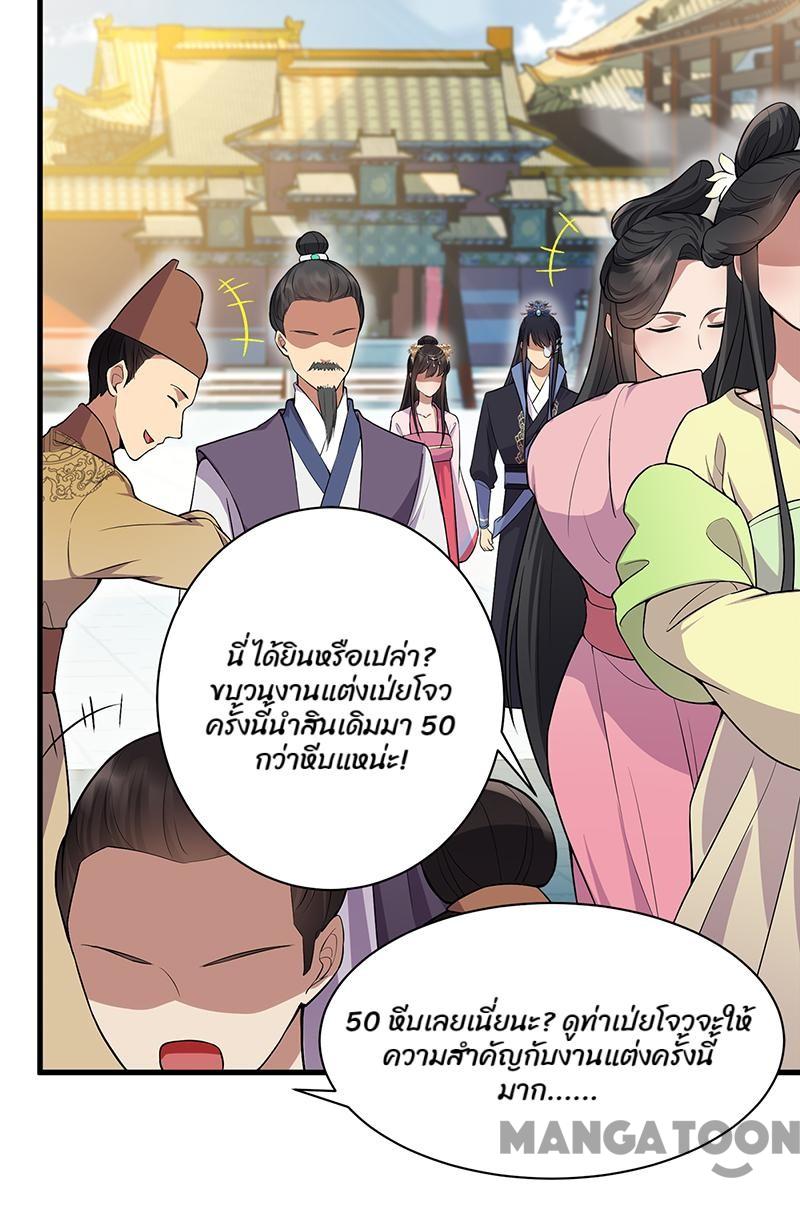 นี่ ได้ยินหรือเปล่า?
ขบวนงานแต่งเป่ยโจว
ครั้งนี้นำสินเดิมมา 50
กว่าหีบแหน่ะ!
50 หีบเลยเนี่ยนะ? ดูท่าเป่ยโจวจะให้
ความสำคัญกับงานแต่งครั้งนี้
มาก......
MANGATOON